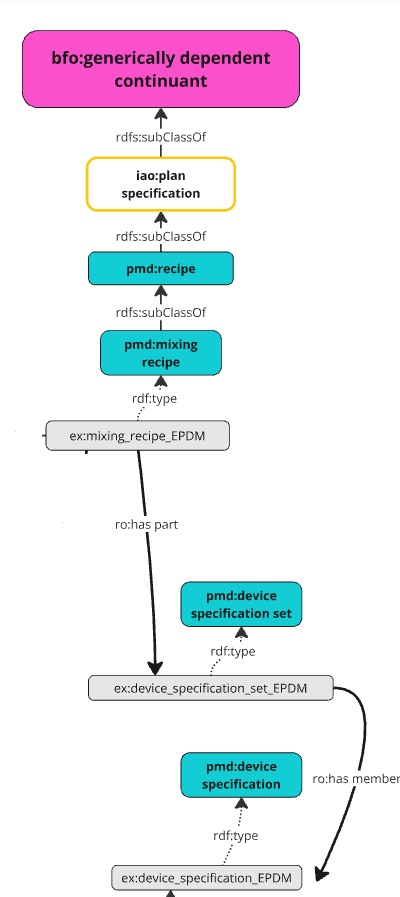 bfo:generically dependent
continuant
rdfs:subClassOf
iao:plan
specification
rdfs:subClassOf
pmd:recipe
rdfs:subClassOf
pmd:mixing
recipe
rdf:type
ex:mixing_recipe_EPDM
ro:has part
pmd:device
specification set
rdf:type
ex:device_specification_set_EPDM
pmd:device
specification
ro:has member
rdf:type
ex:device_specification_EPDM